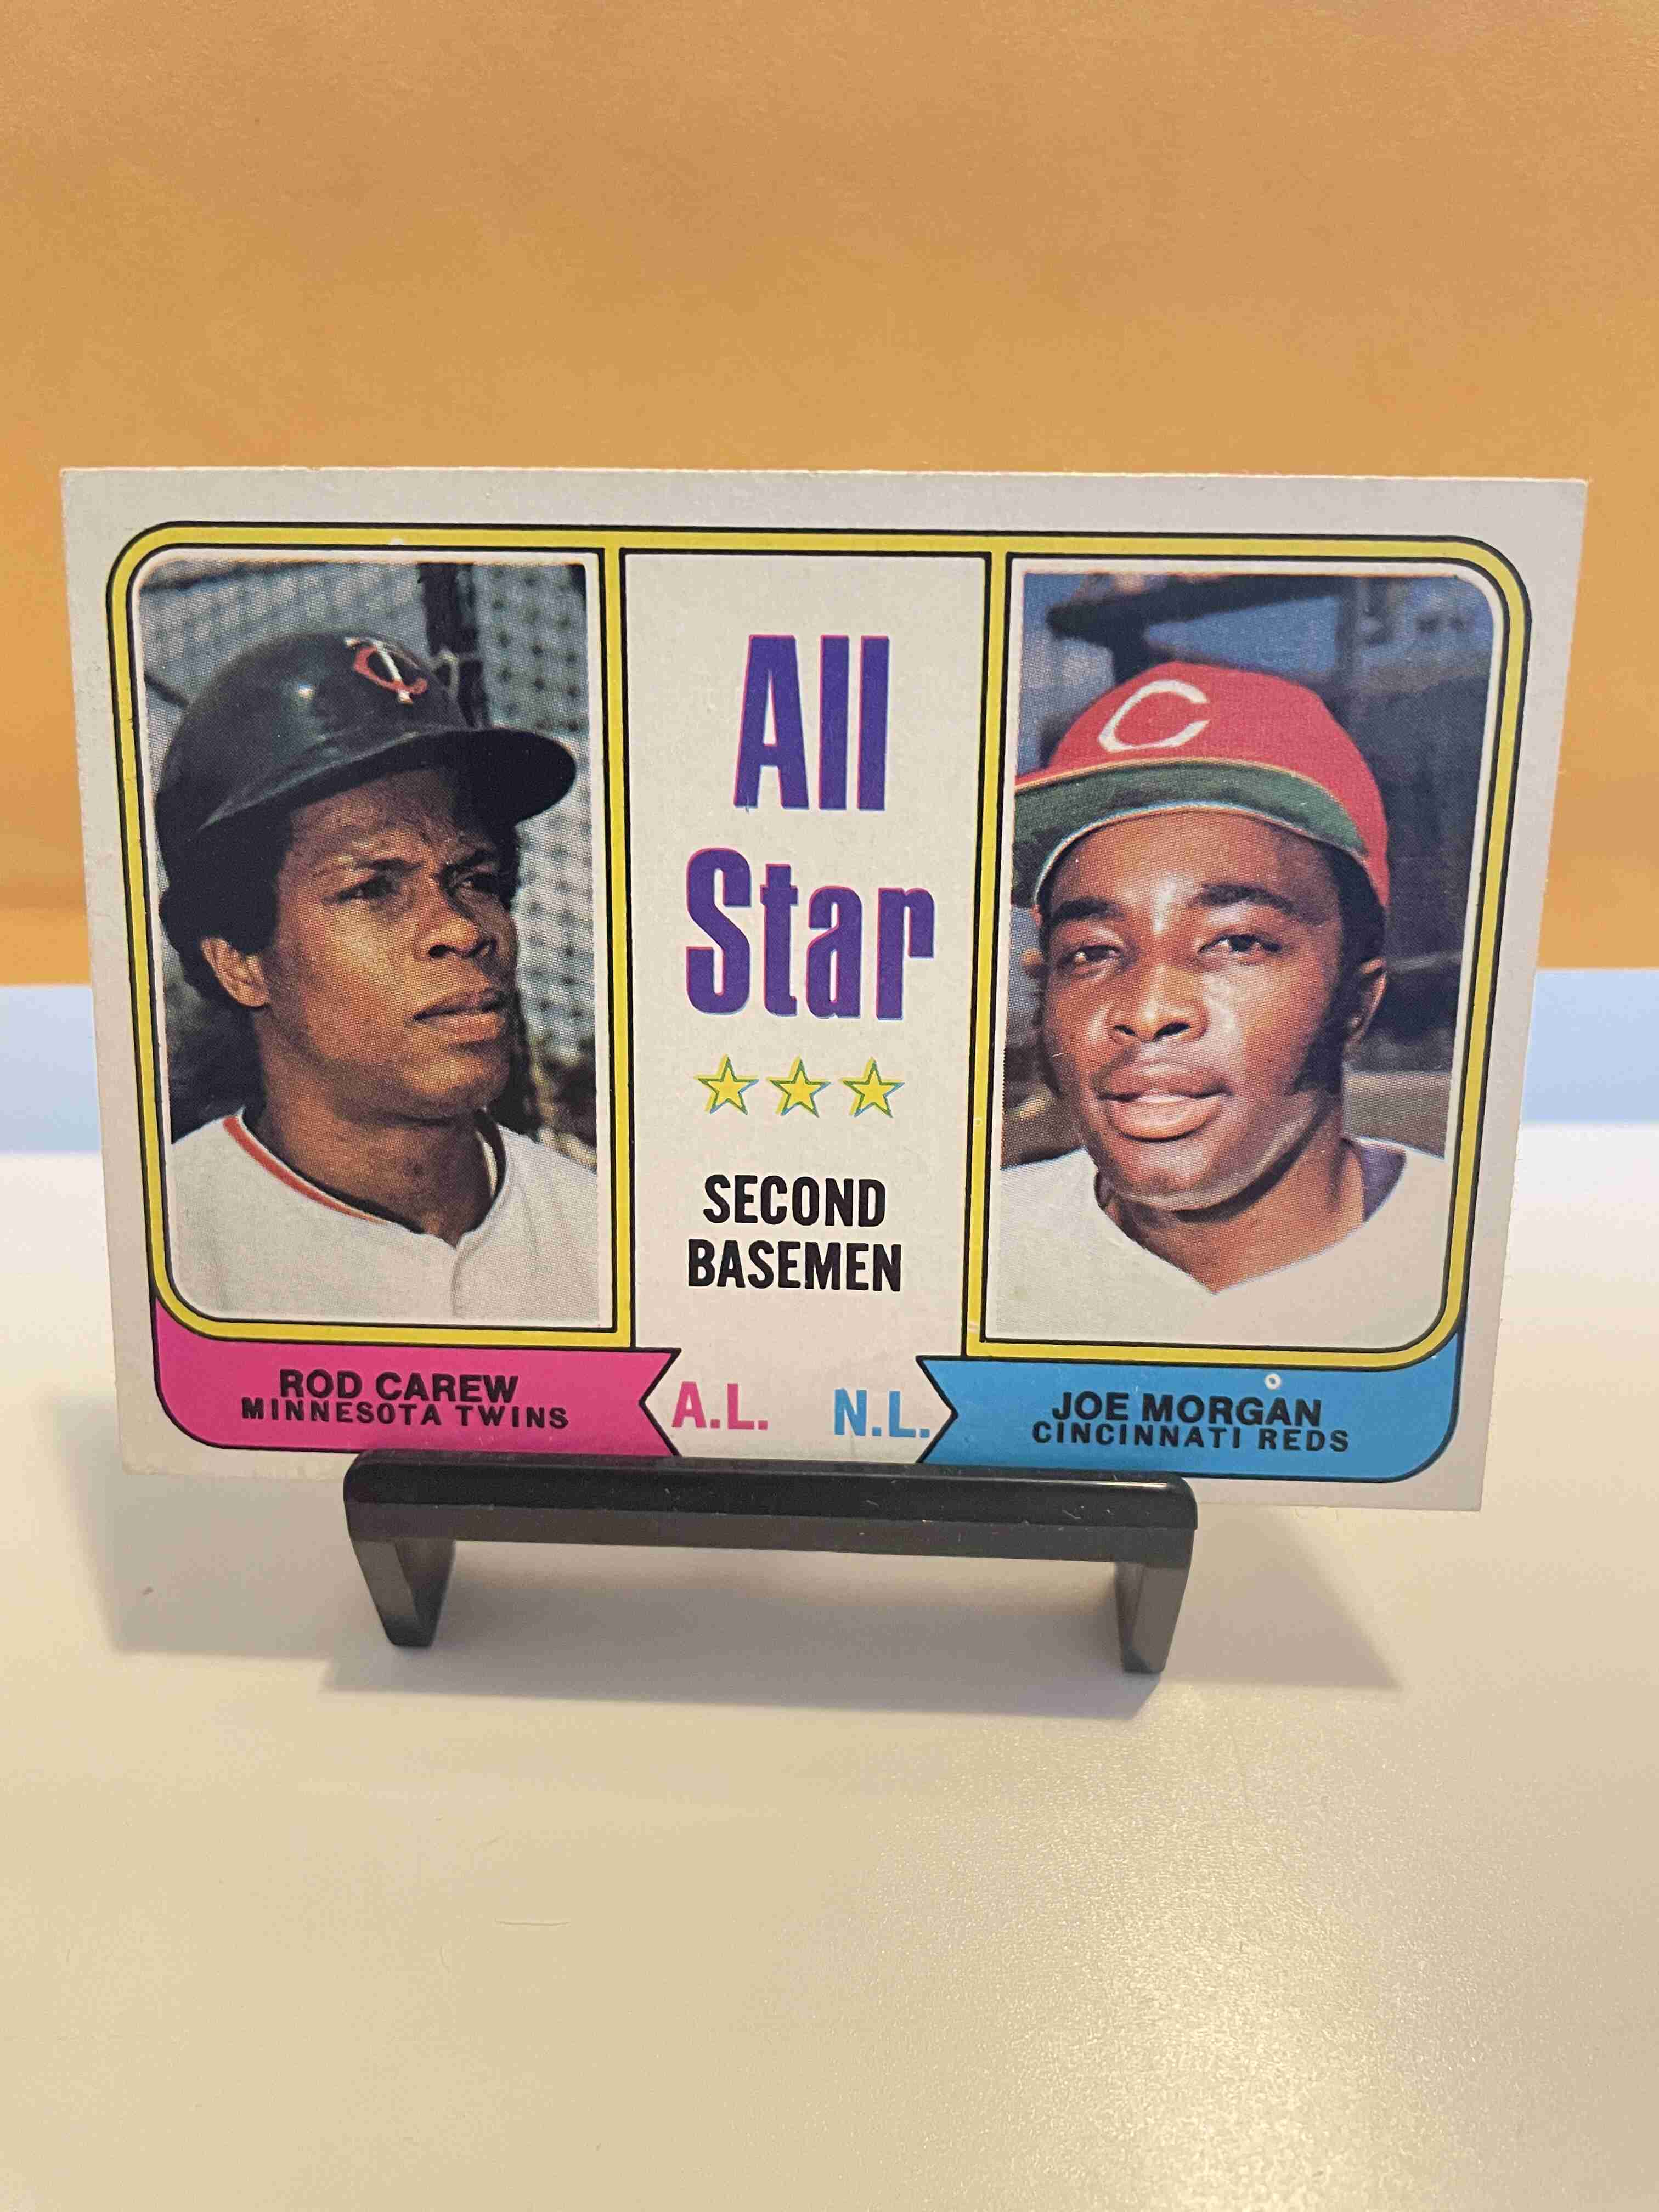 All
Star
SECOND
BASEMEN
ROD CAREW
MINNESOTA TWINS
A.L. N.L.
JOE MORGAN
CINCINNATI REDS
C